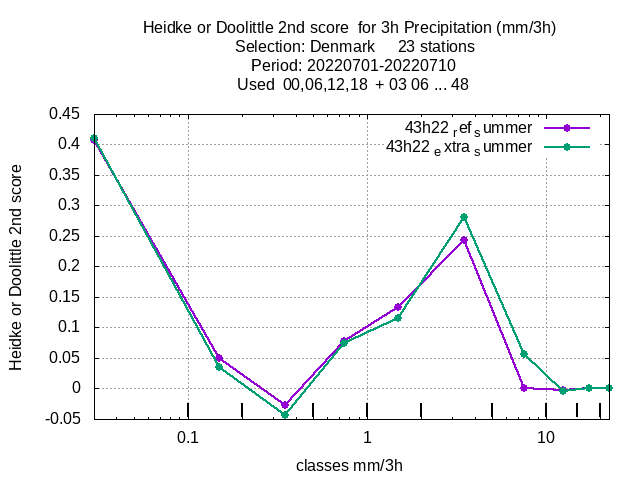 Heidke or Doolittle 2nd score  for 3h Precipitation (mm/3h)
Selection: Denmark     23 stations
Period: 20220701-20220710
Used  00,06,12,18  + 03 06 ... 48
43h22 ref summer
43h22 extra summer
Heidke or Doolittle 2nd score
0.45
0.4
0.35
0.3
0.25
0.2
0.15
0.1
0.05
0
-0.05
0.1 1 10
classes mm/3h